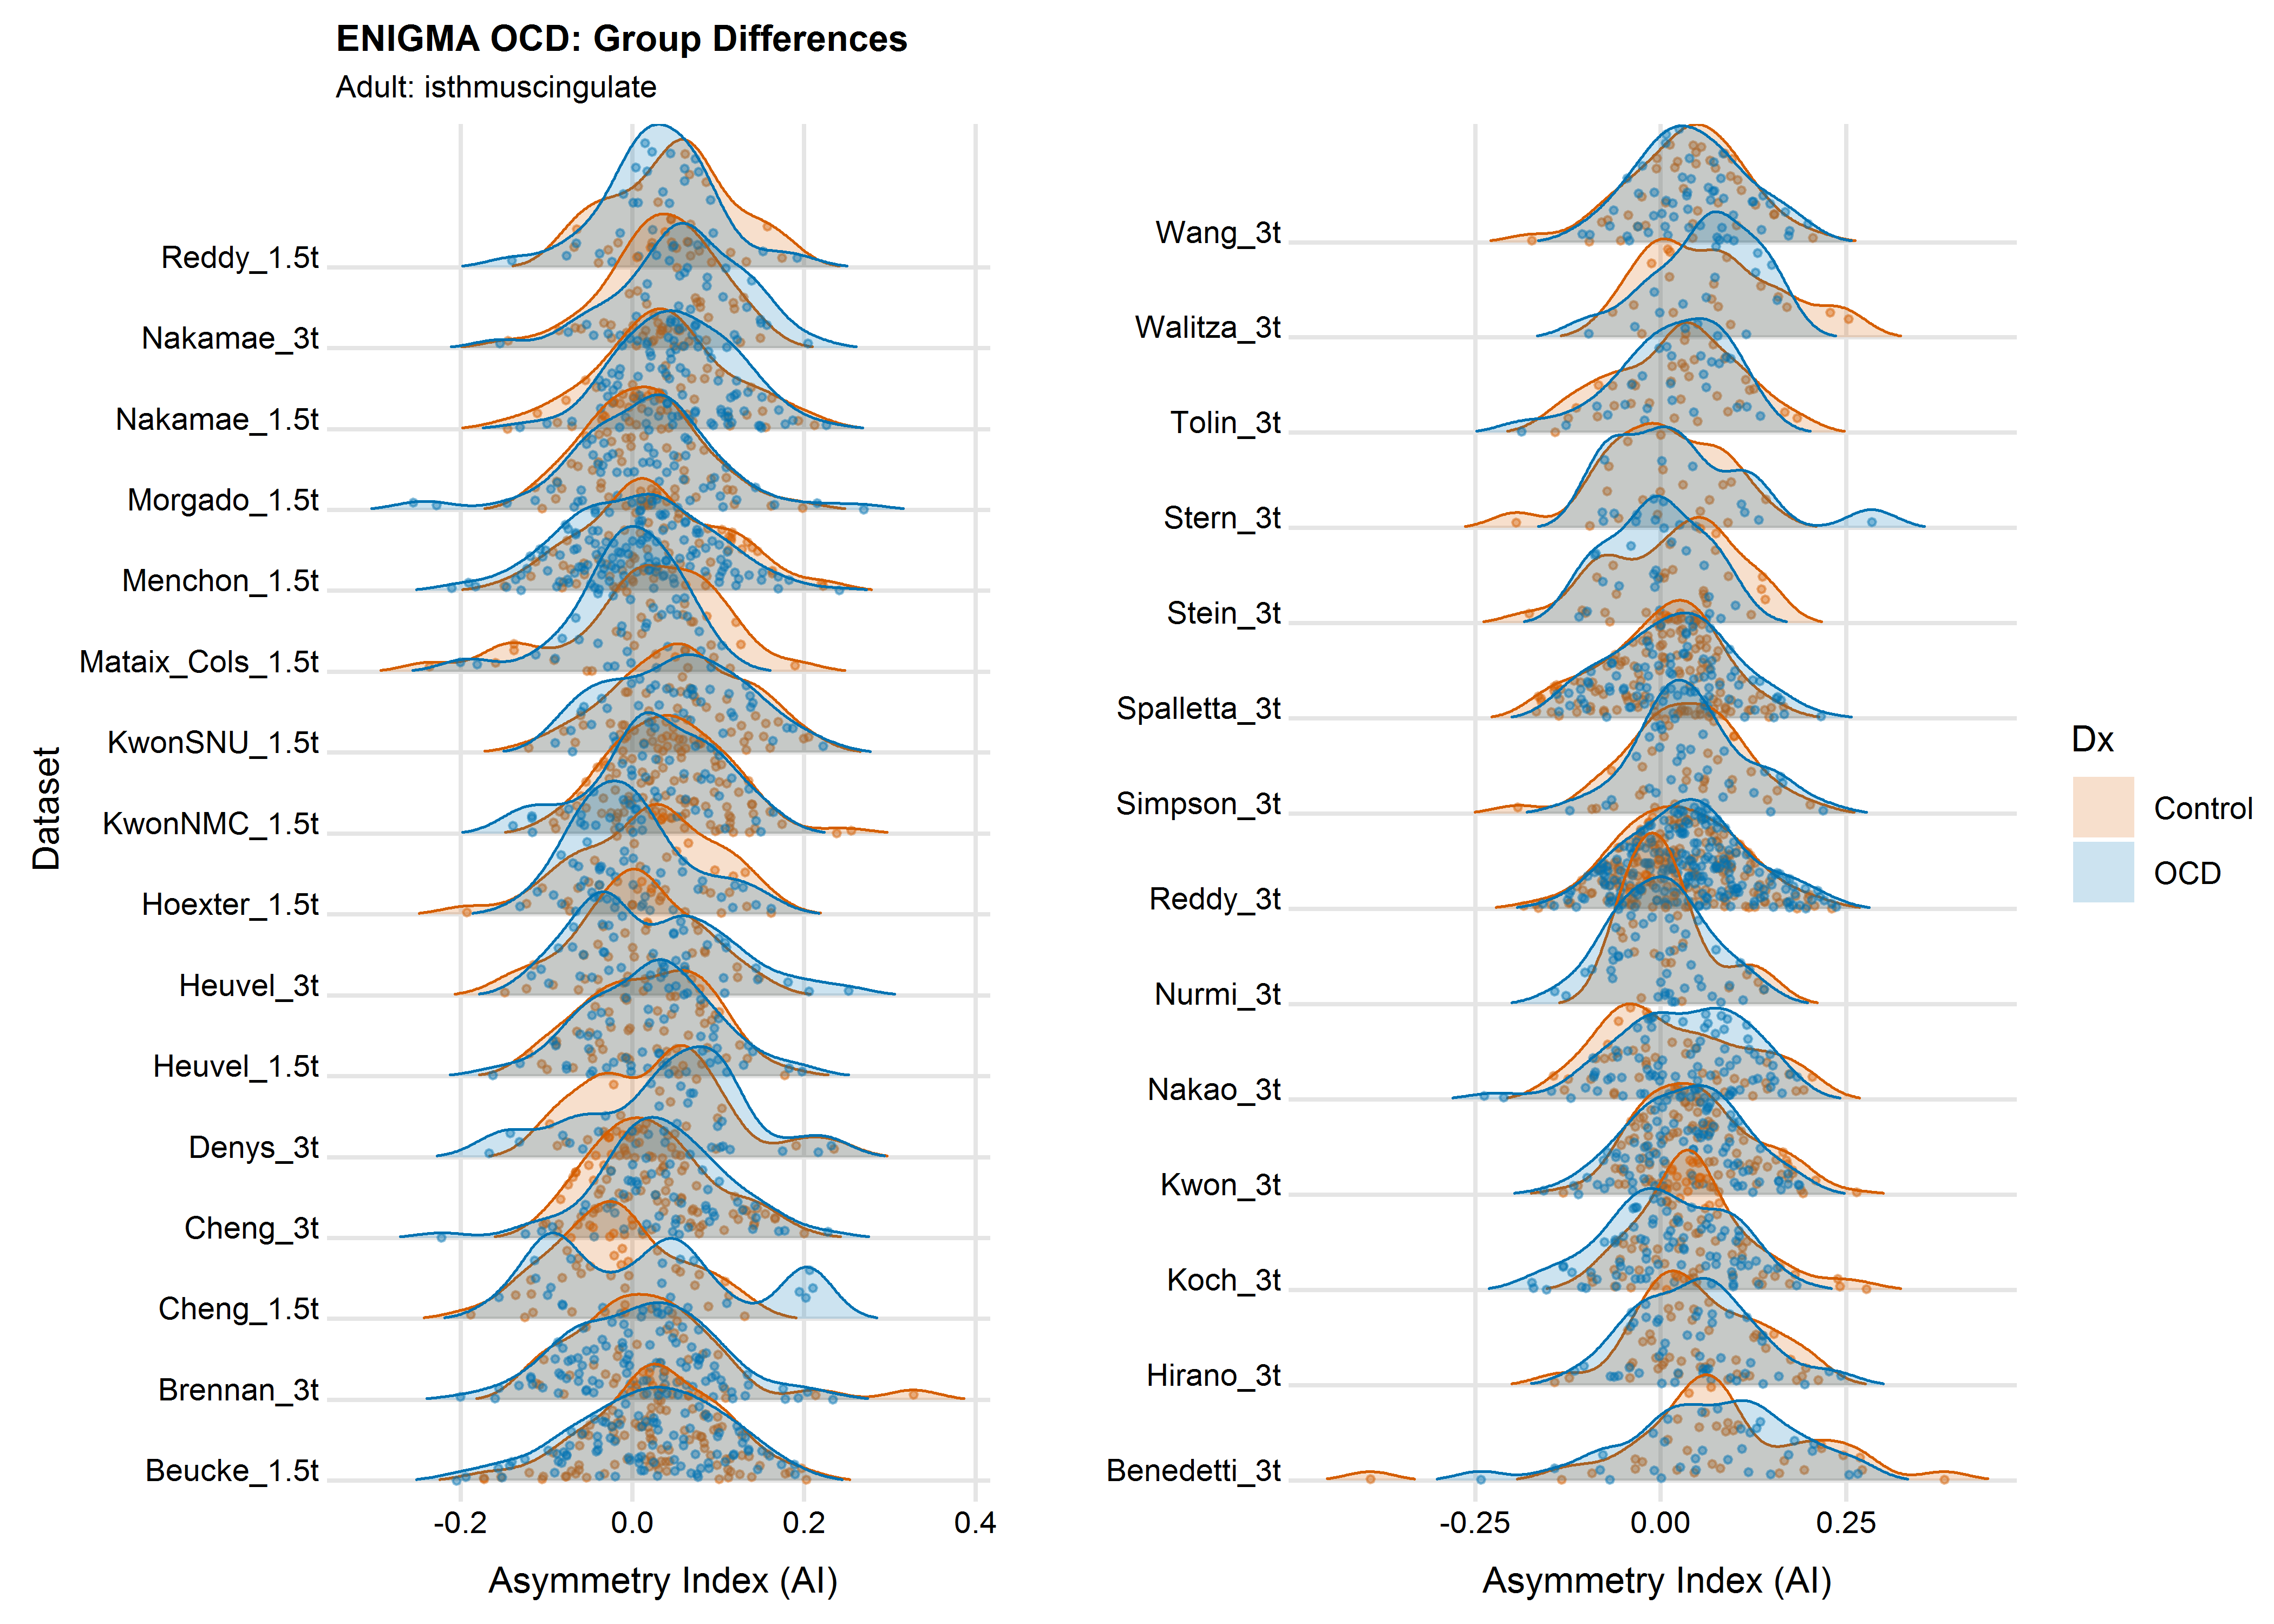 ENIGMA OCD: Group Differences
Adult: isthmuscingulate
Dataset
Reddy_1.5t
Nakamae_3t
Nakamae_1.5t
Morgado_1.5t
Menchon_1.5t
Mataix_Cols_1.5t
KwonSNU_1.5t
KwonNMC_1.5t
Hoexter_1.5t
Heuvel_3t
Heuvel_1.5t
Denys_3t
Cheng_3t
Cheng_1.5t
Brennan_3t
Beucke_1.5t
-0.2 0.0 0.2 0.4
Asymmetry Index (AI)
Wang_3t
Walitza_3t
Tolin_3t
Stern_3t
Stein_3t
Spalletta_3t
Simpson_3t
Reddy_3t
Nurmi_3t
Nakao_3t
Kwon_3t
Koch_3t
Hirano_3t
Benedetti_3t
-0.25 0.00 0.25
Asymmetry Index (AI)
Dx
Control
OCD